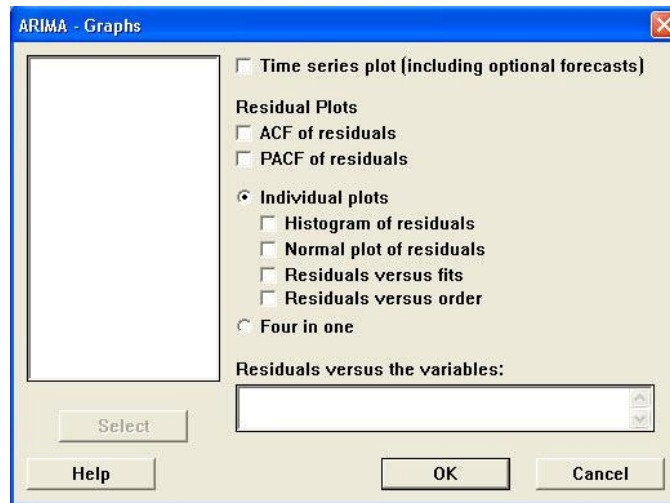 ARIMA - Graphs
Time series plot (including optional forecasts)
Residual Plots
ACF of residuals
PACF of residuals
Individual plots
Histogram of residuals
Normal plot of residuals
Residuals versus fits
Residuals versus order
Four in one
Residuals versus the variables:
Select
Help
OK
Cancel